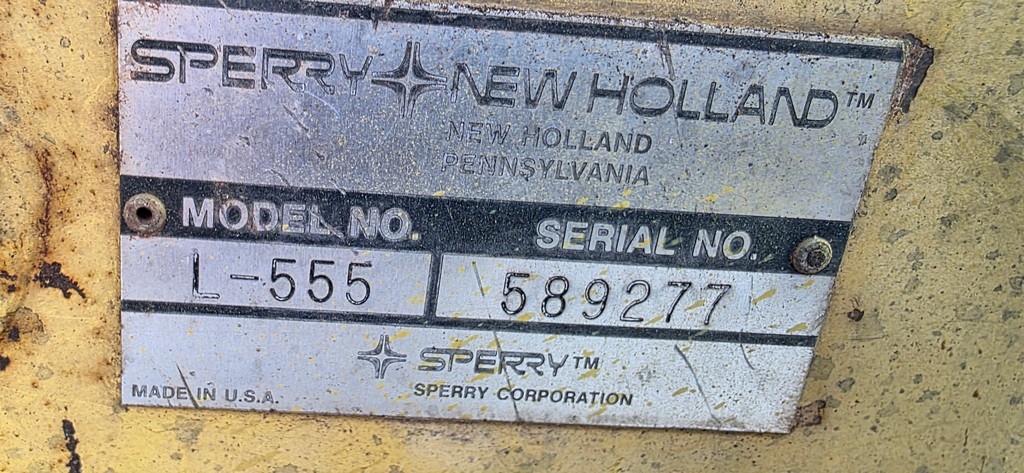 SPERRY NEW HOLLAND™
NEW HOLLAND
PENNSYLVANIA
MODEL NO. SERIAL NO.
L-555 589277
SPERRY™
MADE IN U.S.A. SPERRY CORPORATION